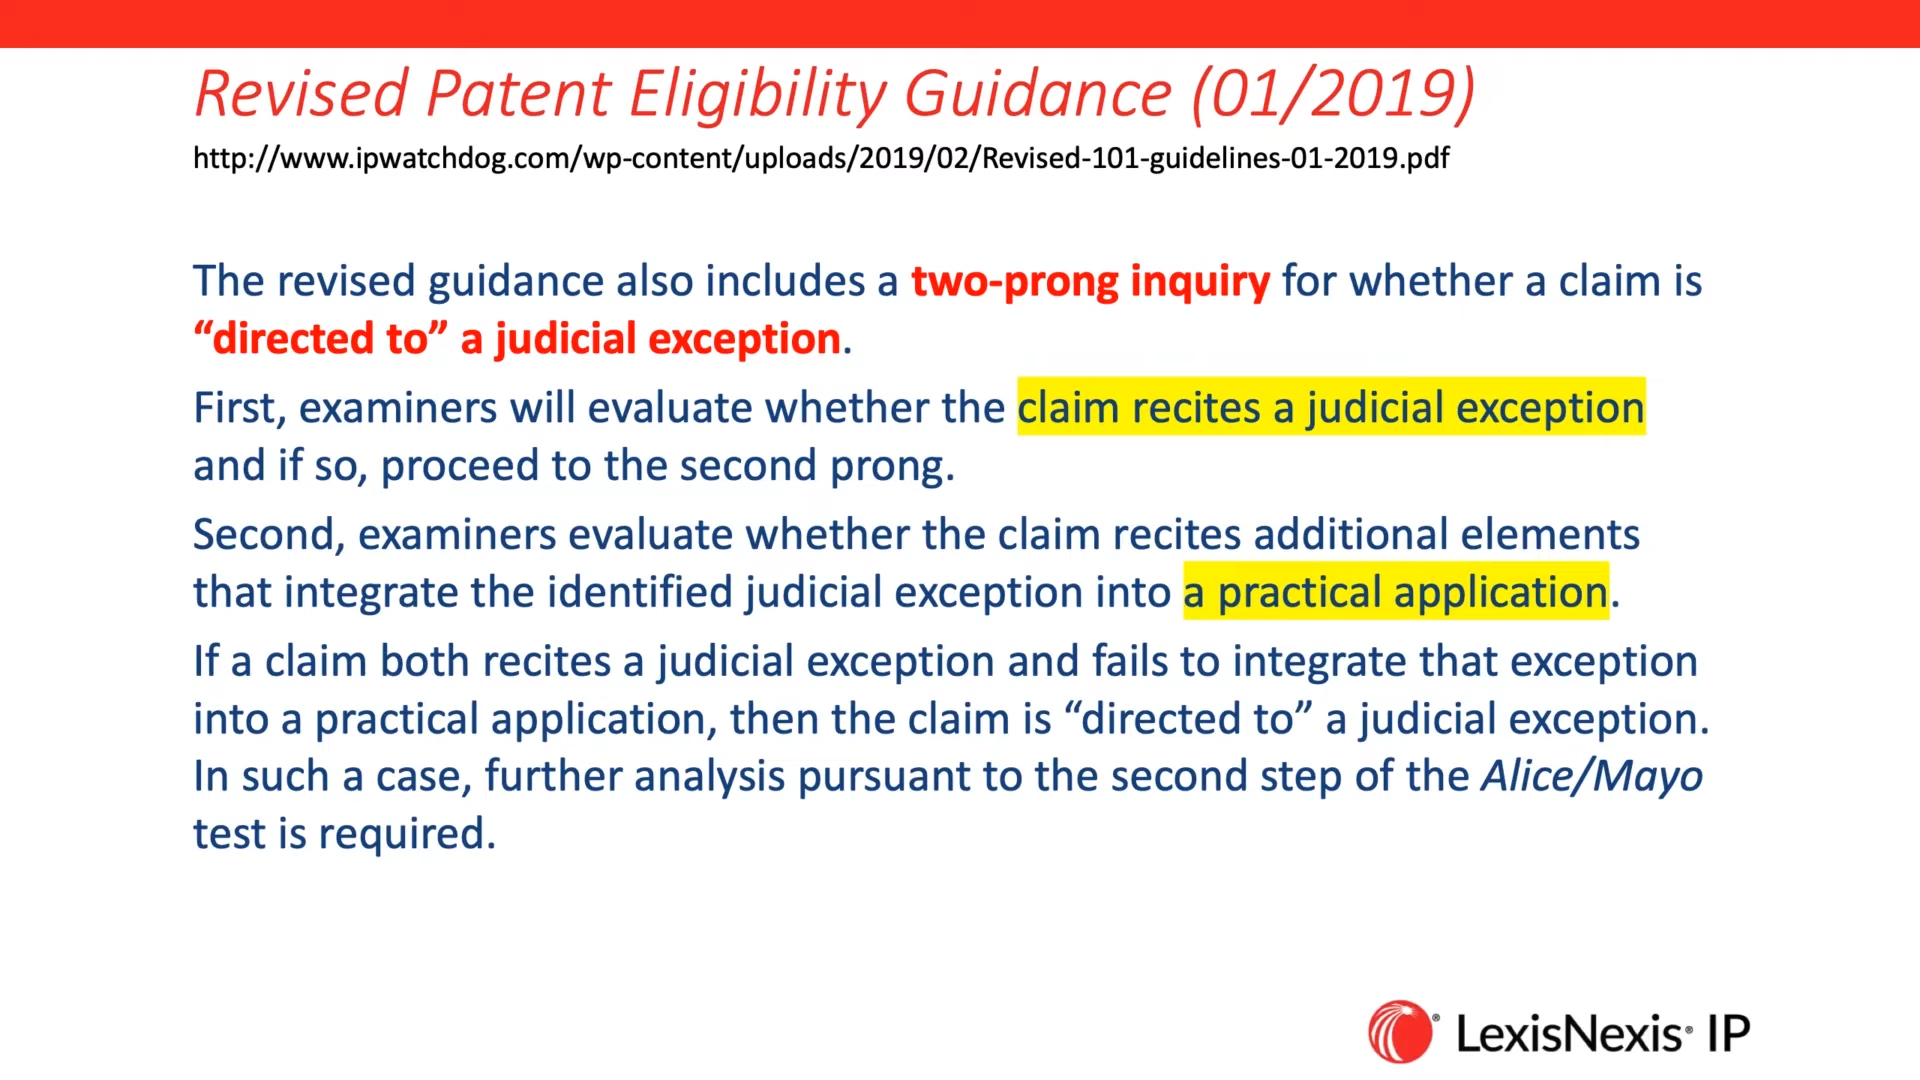 Revised Patent Eligibility Guidance (01/2019)
http://www.ipwatchdog.com/wp-content/uploads/2019/02/Revised-101-guidelines-01-2019.pdf
The revised guidance also includes a two-prong inquiry for whether a claim is
“directed to” a judicial exception.
First, examiners will evaluate whether the claim recites a judicial exception
and if so, proceed to the second prong.
Second, examiners evaluate whether the claim recites additional elements
that integrate the identified judicial exception into a practical application.
If a claim both recites a judicial exception and fails to integrate that exception
into a practical application, then the claim is “directed to” a judicial exception.
In such a case, further analysis pursuant to the second step of the Alice/Mayo
test is required.
® LexisNexis® IP